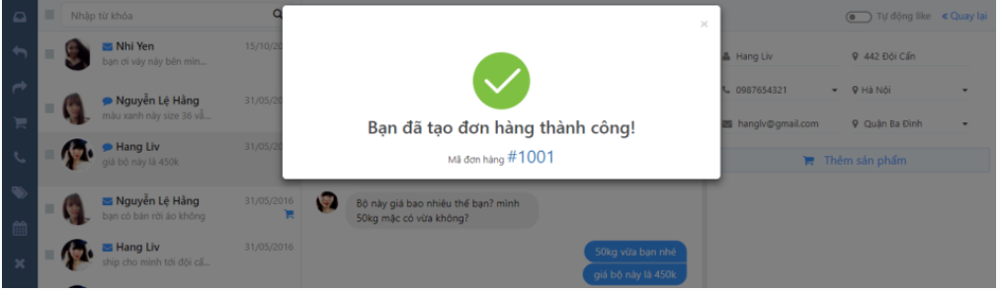 Nhập từ khóa
Nhi Yen
15/10/20
bạn ơi váy này bên mìn...
Nguyễn Lệ Hằng
31/05/20
màu xanh này size 36 vẫ...
Hang Liv
31/05/20
giá bộ này là 450k
Nguyễn Lệ Hằng
31/05/2016
bạn có bán rời áo không
Hang Liv
31/05/2016
ship cho mình tới đội cấ...
×
Bạn đã tạo đơn hàng thành công!
Mã đơn hàng #1001
Bộ này giá bao nhiêu thế bạn? mình
50kg mặc có vừa không?
50kg vừa bạn nhé
giá bộ này là 450k
Tự động like
« Quay lại
Hang Liv
442 Đội Cấn
0987654321
Hà Nội
hanglv@gmail.com
Quận Ba Đình
Thêm sản phẩm